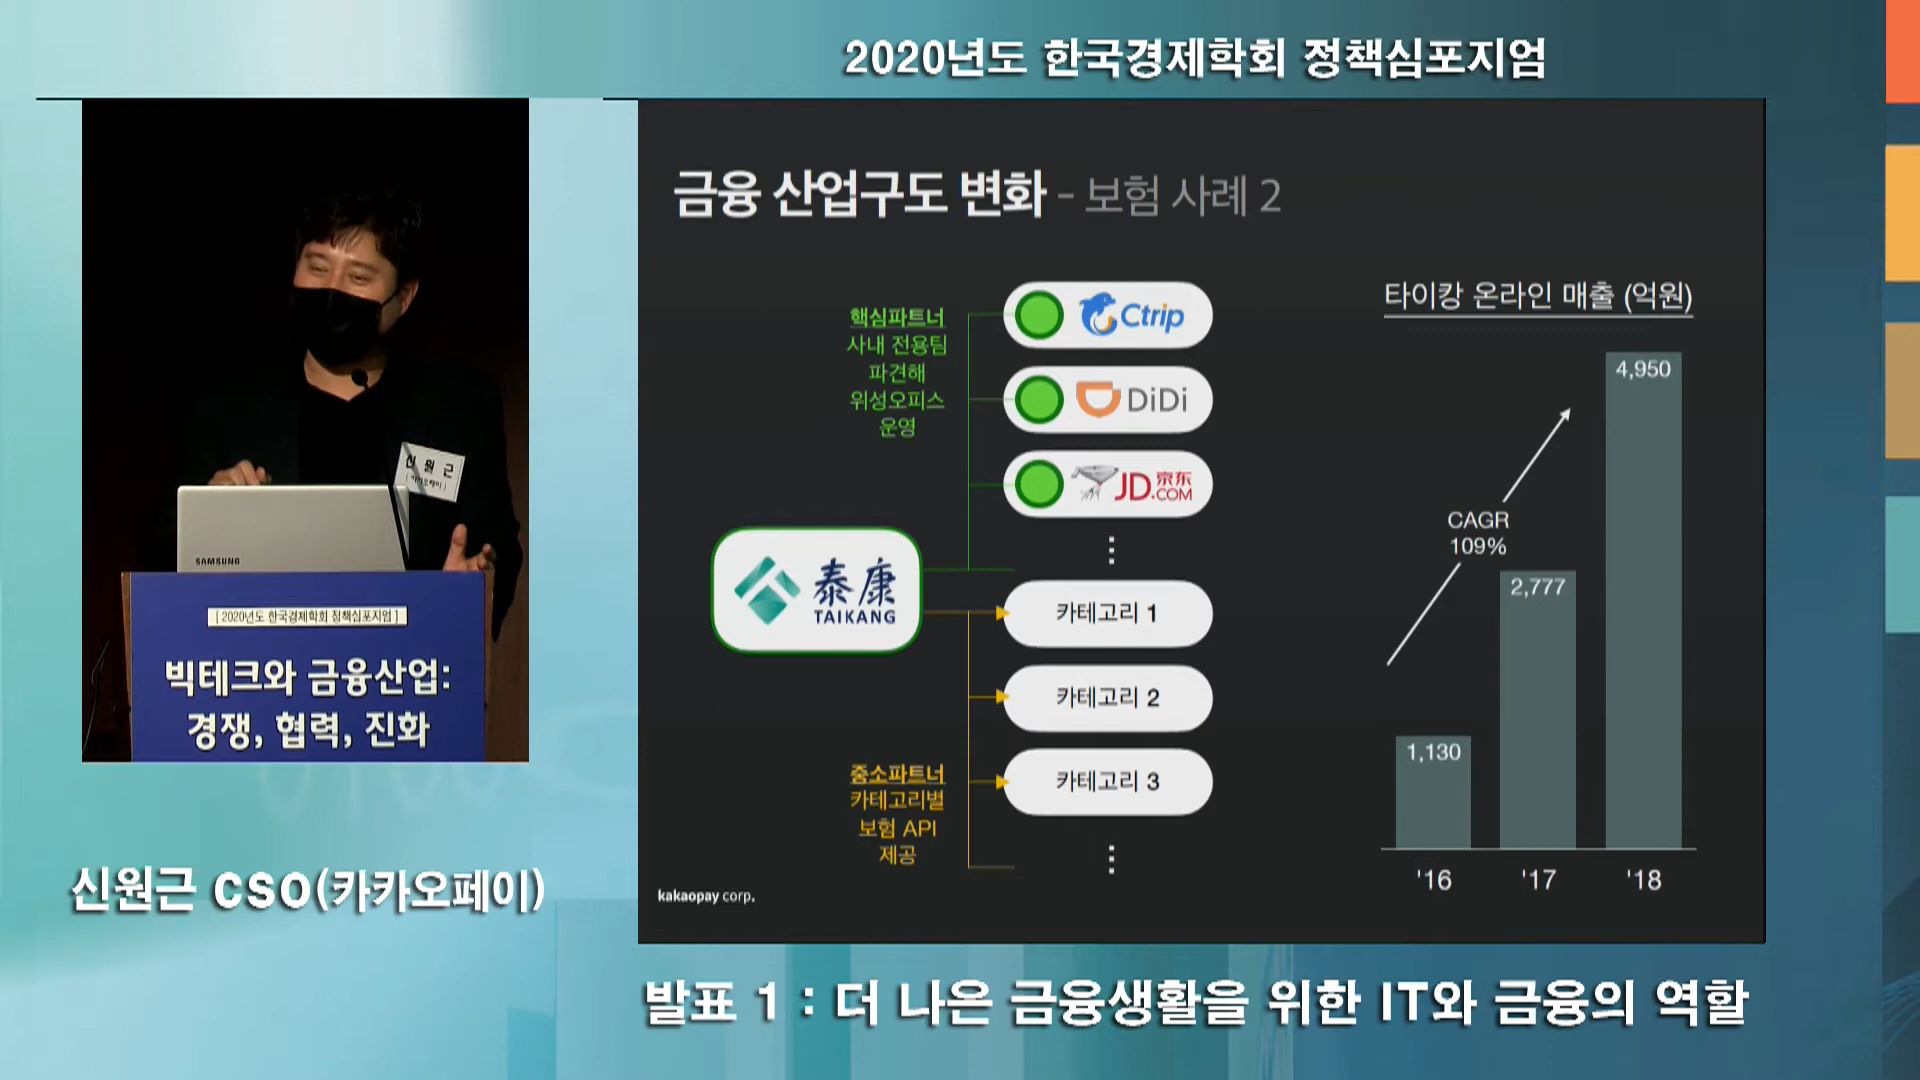 2020년도 한국경제학회 정책심포지엄
신 원 근
SAMSUNG
[ 2020년도 한국경제학회 정책심포지엄 ]
빅테크와 금융산업:
경쟁, 협력, 진화
신원근 CSO(카카오페이)
금융 산업구도 변화 - 보험 사례 2
핵심파트너
사내 전용팀
파견해
위성오피스
운영
Ctrip
DiDi
JD.京东
.COM
泰康
TAIKANG
카테고리 1
카테고리 2
카테고리 3
중소파트너
카테고리별
보험 API
제공
타이캉 온라인 매출 (억원)
4,950
CAGR
109%
2,777
1,130
'16 '17 '18
kakaopay corp.
발표 1 : 더 나은 금융생활을 위한 IT와 금융의 역할